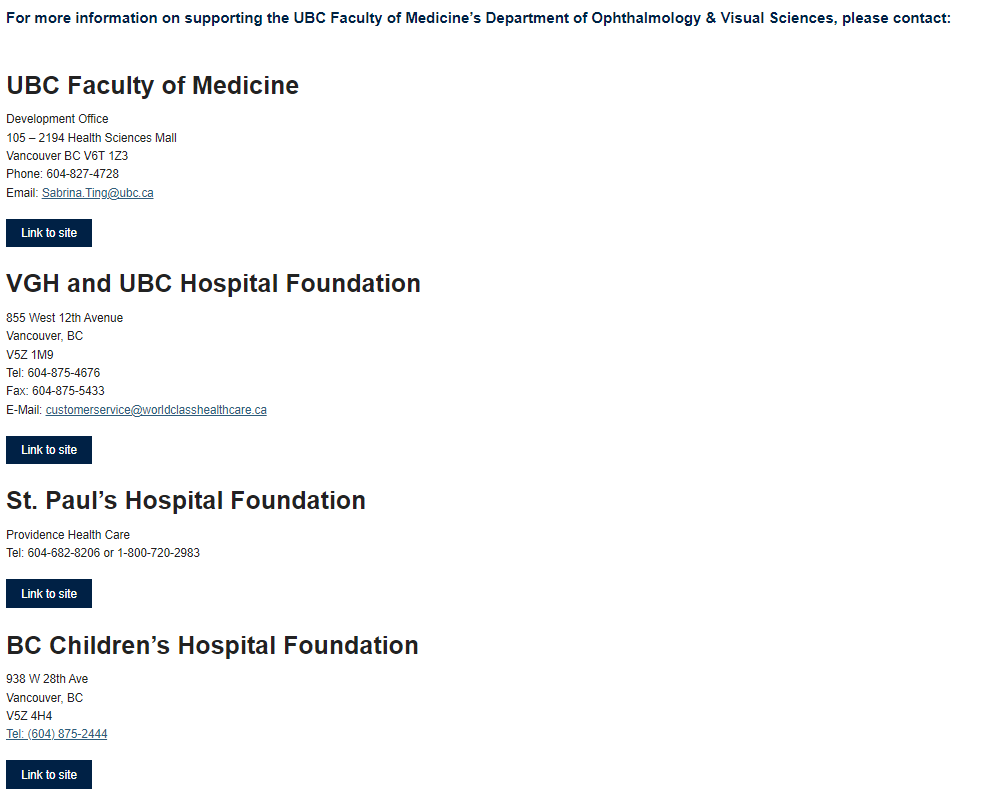 For more information on supporting the UBC Faculty of Medicine’s Department of Ophthalmology & Visual Sciences, please contact:
UBC Faculty of Medicine
Development Office
105 – 2194 Health Sciences Mall
Vancouver BC V6T 1Z3
Phone: 604-827-4728
Email: Sabrina.Ting@ubc.ca
Link to site
VGH and UBC Hospital Foundation
855 West 12th Avenue
Vancouver, BC
V5Z 1M9
Tel: 604-875-4676
Fax: 604-875-5433
E-Mail: customerservice@worldclasshealthcare.ca
Link to site
St. Paul’s Hospital Foundation
Providence Health Care
Tel: 604-682-8206 or 1-800-720-2983
Link to site
BC Children’s Hospital Foundation
938 W 28th Ave
Vancouver, BC
V5Z 4H4
Tel: (604) 875-2444
Link to site